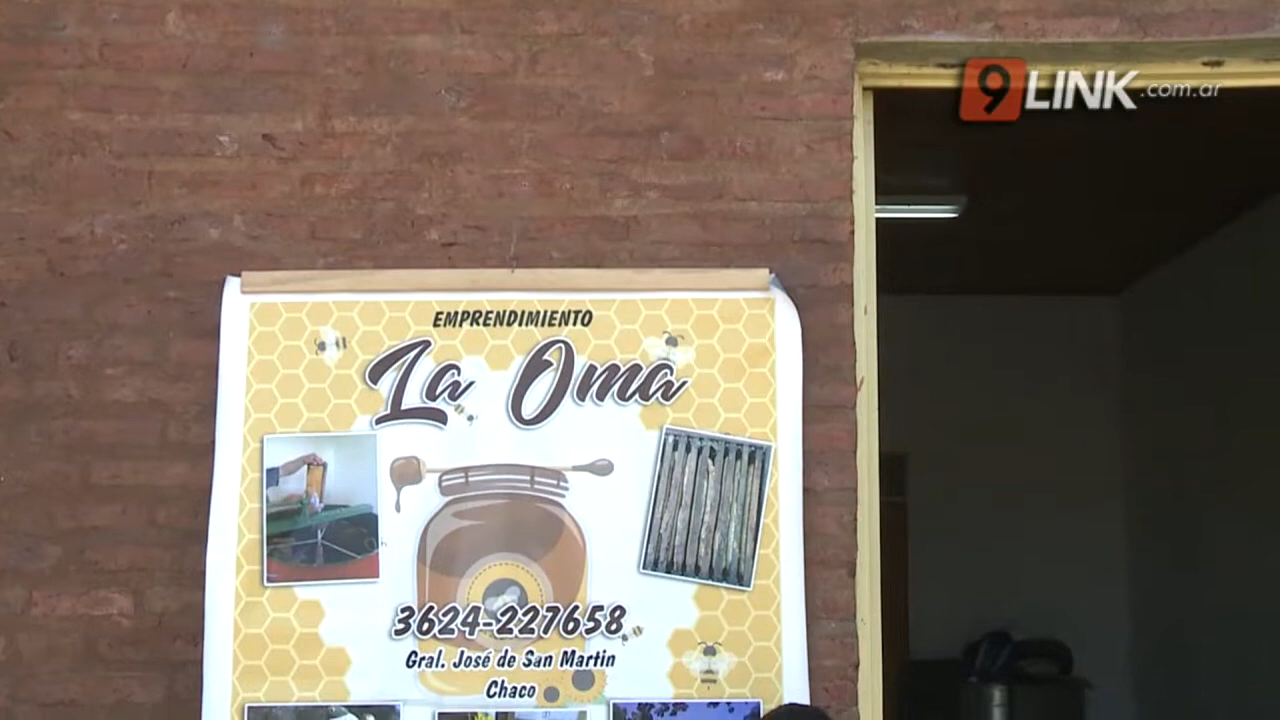 9LINK.com.ar
EMPRENDIMIENTO
La Oma
3624-227658
Gral. José de San Martin
Chaco